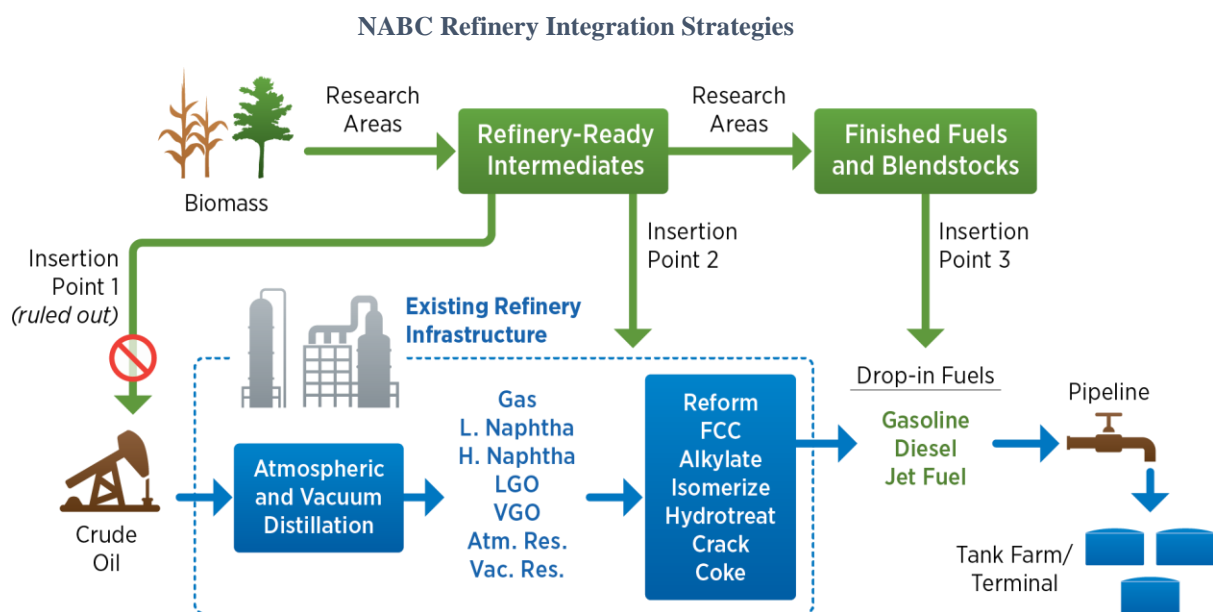 NABC Refinery Integration Strategies
Research
Areas
Refinery-Ready
Intermediates
Research
Areas
Finished Fuels
and Blendstocks
Biomass
Insertion
Point 1
(ruled out)
Insertion
Point 2
Insertion
Point 3
Existing Refinery
Infrastructure
Crude
Oil
Atmospheric
and Vacuum
Distillation
Gas
L. Naphtha
H. Naphtha
LGO
VGO
Atm. Res.
Vac. Res.
Reform
FCC
Alkylate
Isomerize
Hydrotreat
Crack
Coke
Drop-in Fuels
Gasoline
Diesel
Jet Fuel
Pipeline
Tank Farm/
Terminal